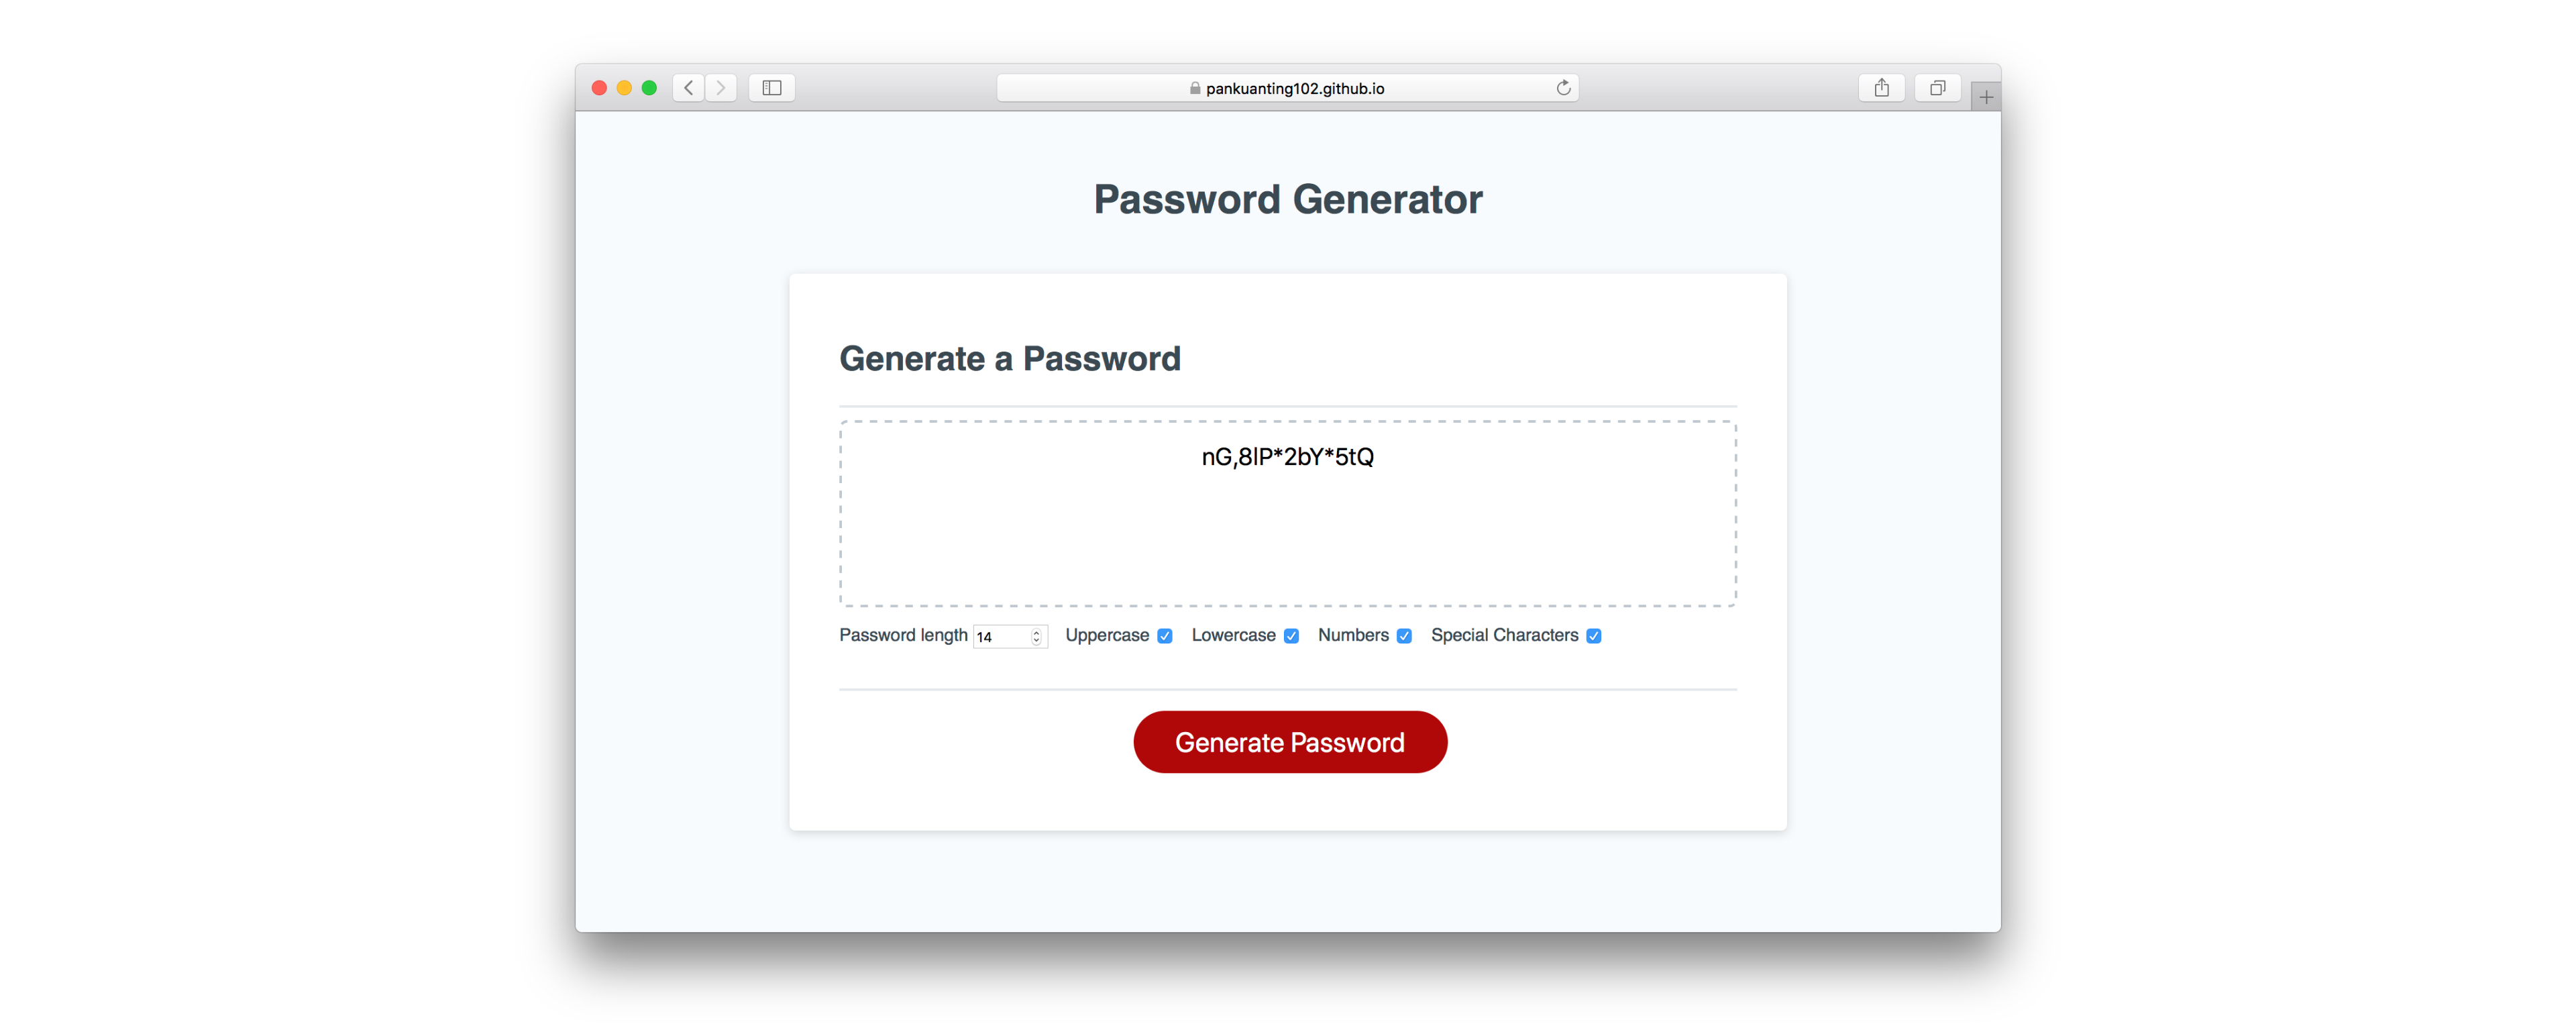 pankuanting102.github.io
Password Generator
Generate a Password
nG,8lP*2bY*5tQ
Password length 14 Uppercase Lowercase Numbers Special Characters
Generate Password